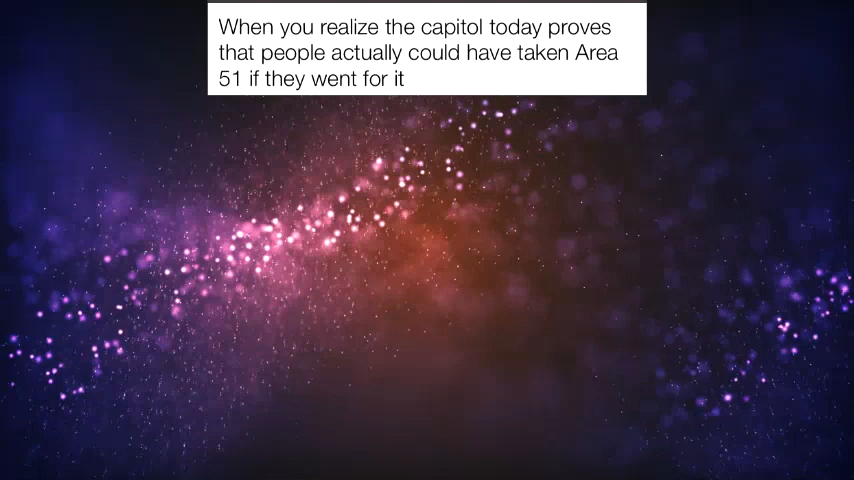 When you realize the capitol today proves
that people actually could have taken Area
51 if they went for it